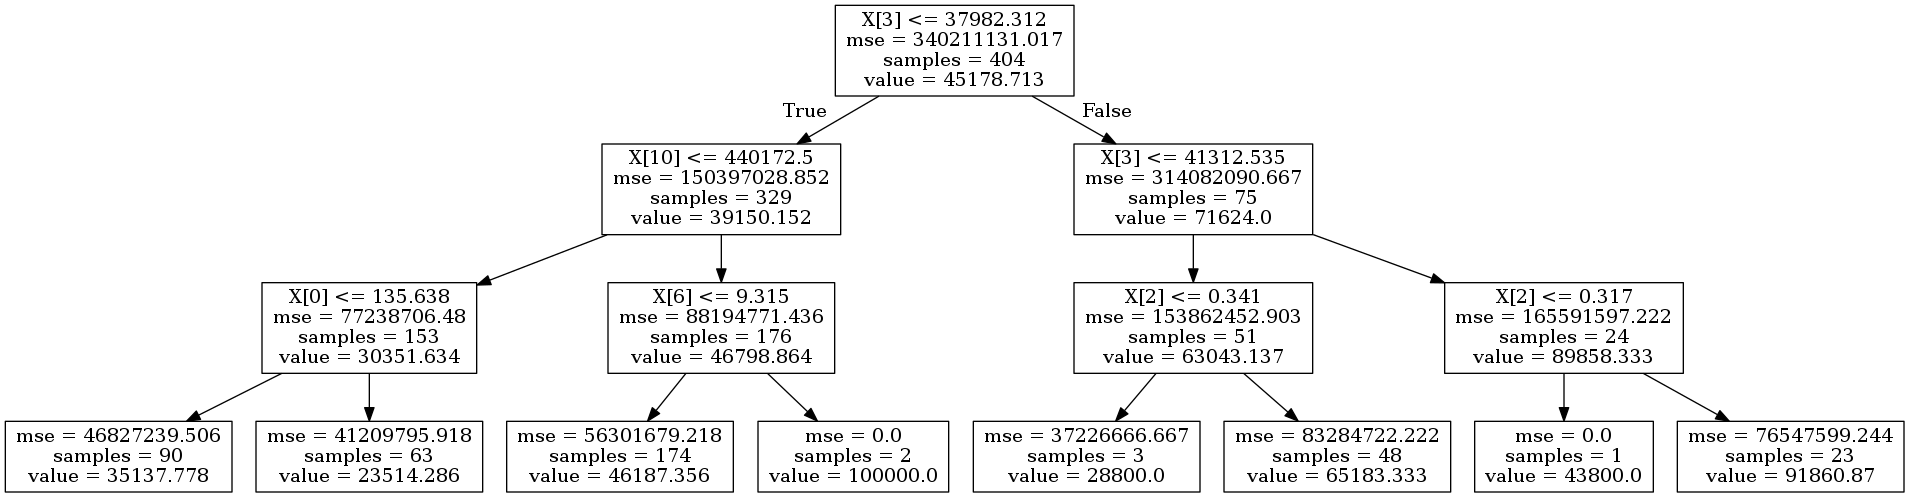 X[3] <= 37982.312
mse = 340211131.017
samples = 404
value = 45178.713
True
False
X[10] <= 440172.5
mse = 150397028.852
samples = 329
value = 39150.152
X[3] <= 41312.535
mse = 314082090.667
samples = 75
value = 71624.0
X[0] <= 135.638
mse = 77238706.48
samples = 153
value = 30351.634
X[6] <= 9.315
mse = 88194771.436
samples = 176
value = 46798.864
X[2] <= 0.341
mse = 153862452.903
samples = 51
value = 63043.137
X[2] <= 0.317
mse = 165591597.222
samples = 24
value = 89858.333
mse = 46827239.506
samples = 90
value = 35137.778
mse = 41209795.918
samples = 63
value = 23514.286
mse = 56301679.218
samples = 174
value = 46187.356
mse = 0.0
samples = 2
value = 100000.0
mse = 37226666.667
samples = 3
value = 28800.0
mse = 83284722.222
samples = 48
value = 65183.333
mse = 0.0
samples = 1
value = 43800.0
mse = 76547599.244
samples = 23
value = 91860.87